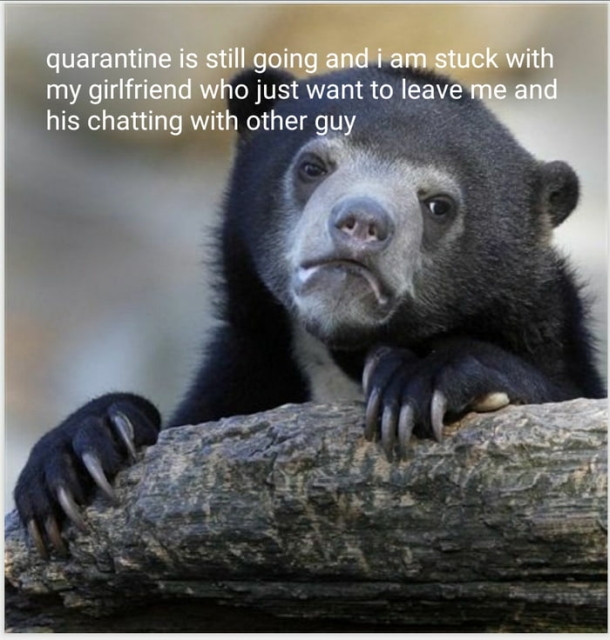 quarantine is still going and i am stuck with
my girlfriend who just want to leave me and
his chatting with other guy